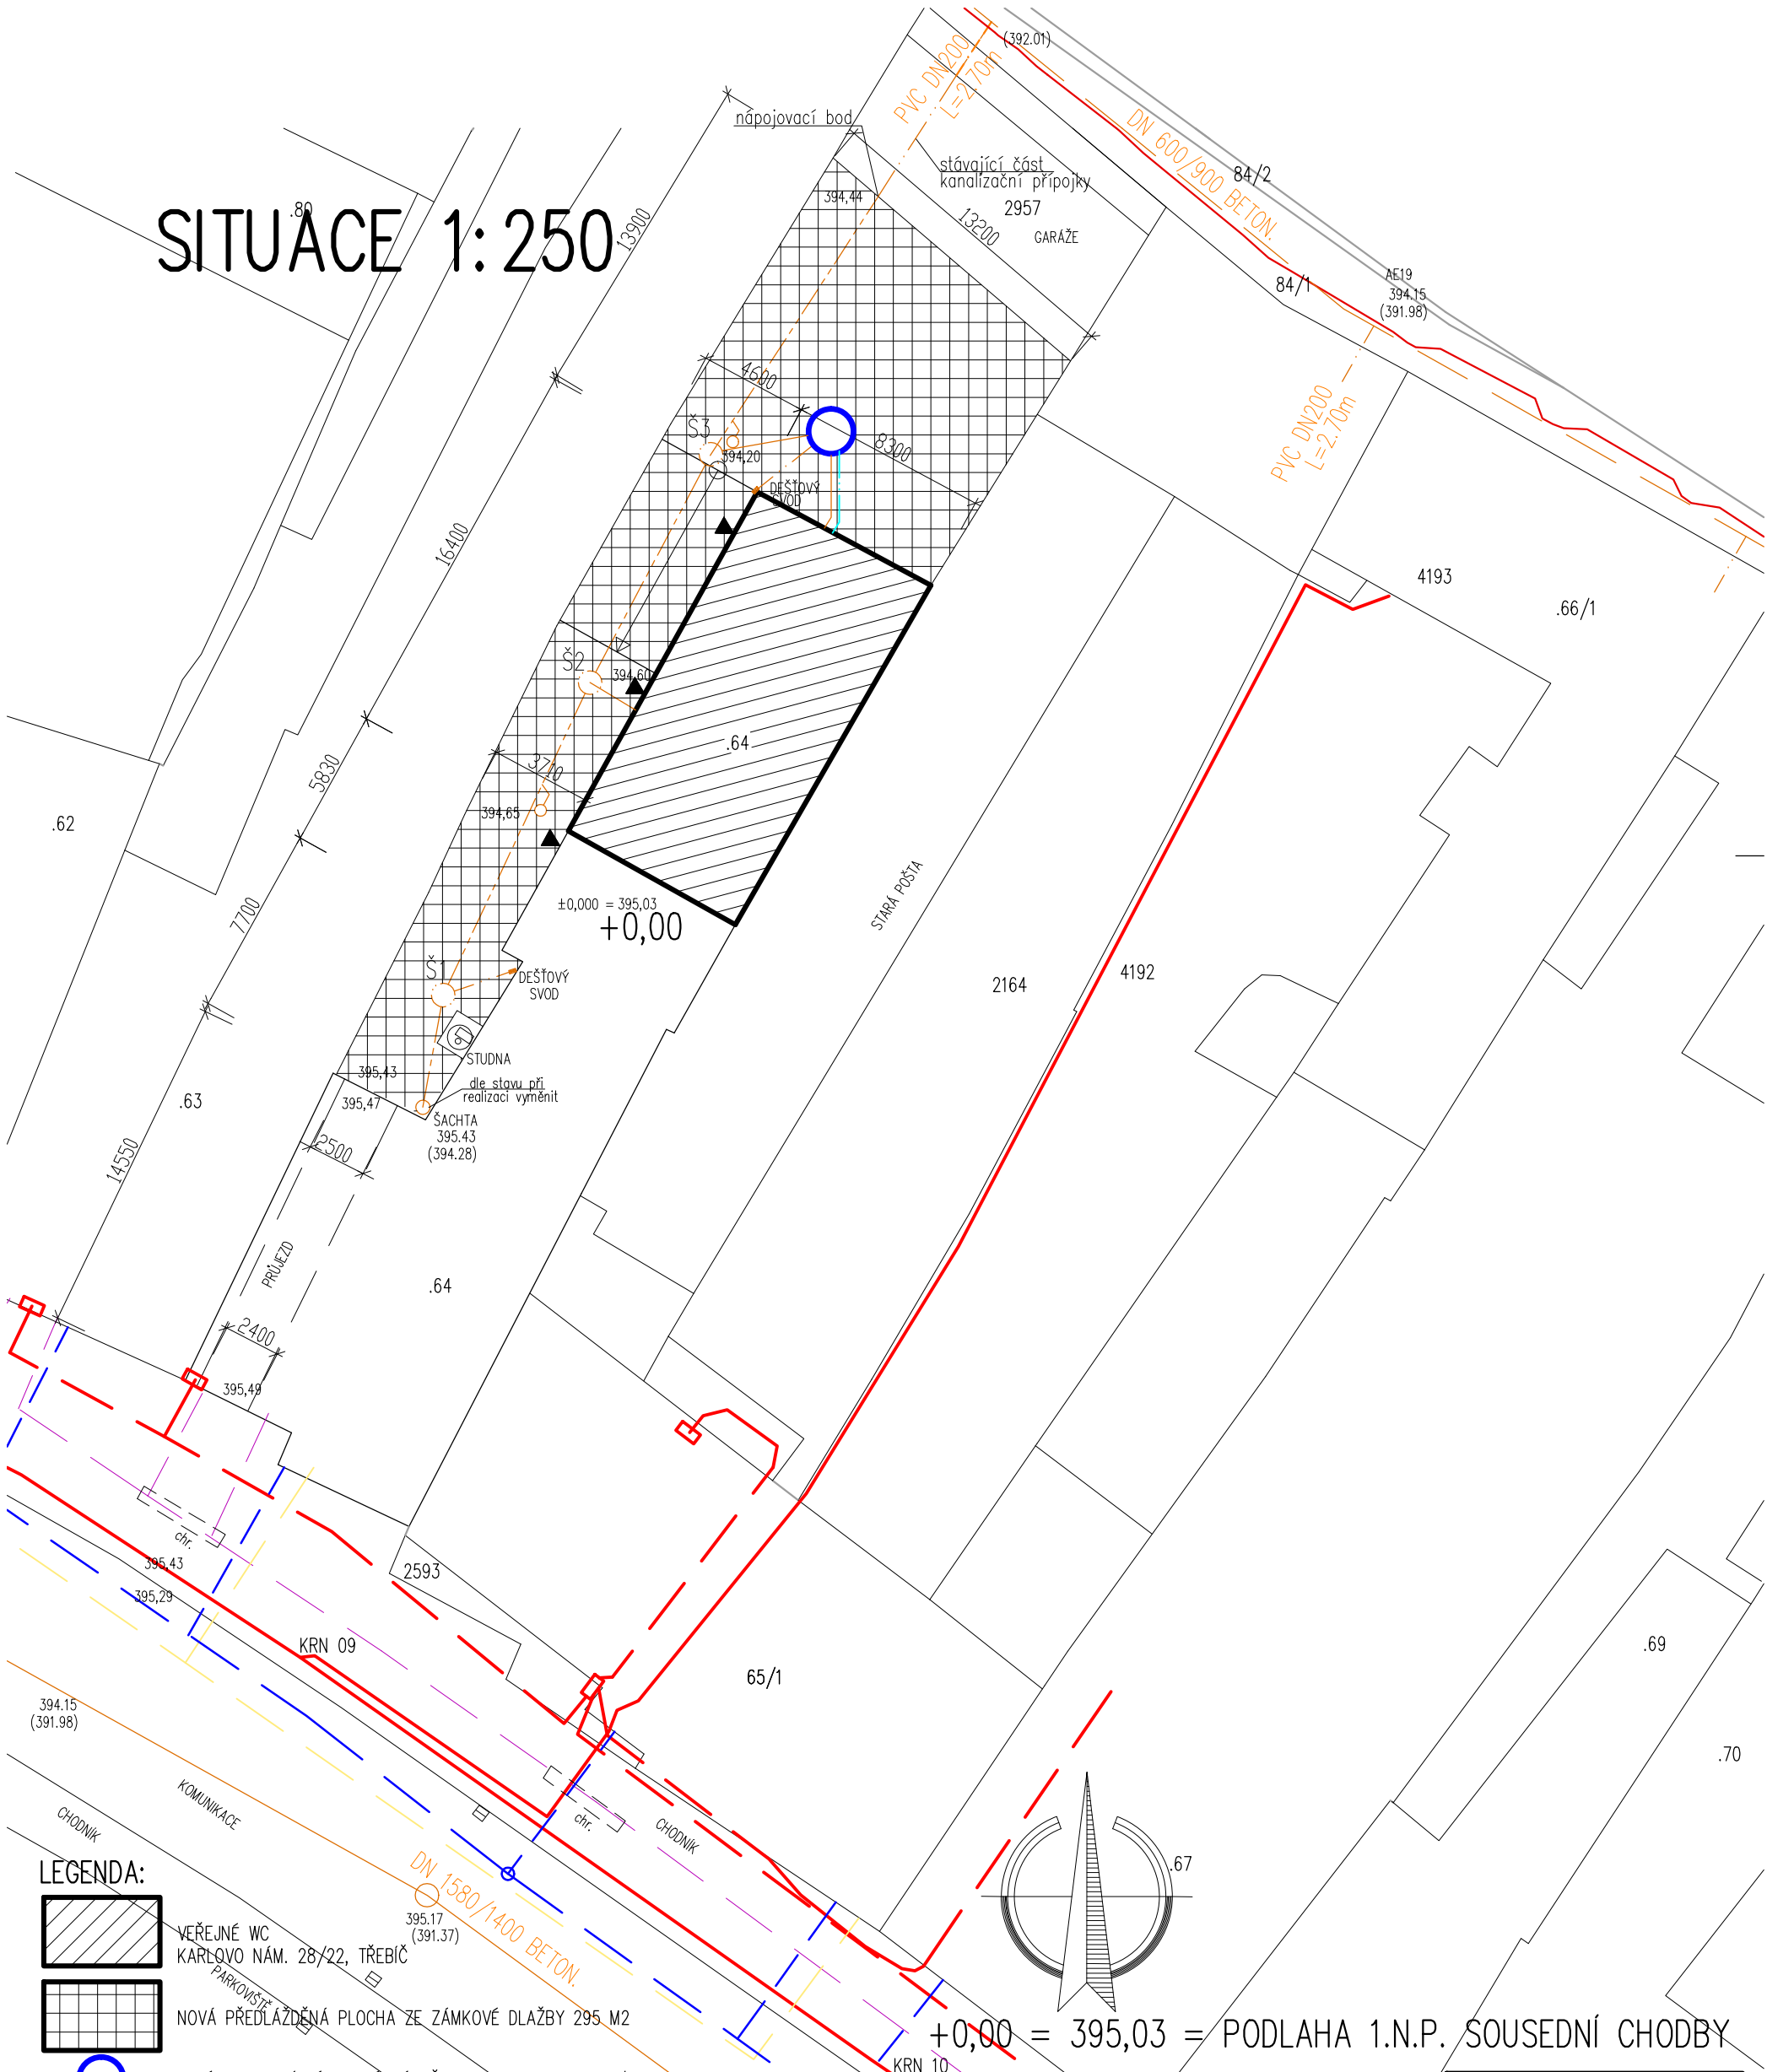 (392.01)
PVC DN200
L=2.70m
nápojovací bod
DN 600/900 BETON.
84/2
stávající část
kanalizační přípojky
394,44
2957
.80
SITUACE 1:250
13900
13200
GARÁŽE
84/1
AE19
394.15
(391.98)
4600
PVC DN200
L=2.70m
Š3
8300
394,20
DEŠŤOVÝ
SVOD
16400
4193
.66/1
Š2
394,60
.64
3710
5830
394,65
.62
STARÁ POŠTA
±0,000 = 395,03
+0,00
7700
Š1
DEŠŤOVÝ
SVOD
2164
4192
STUDNA
395,43
dle stavu při
realizaci vyměnit
.63
395,47
ŠACHTA
395.43
(394.28)
2500
14550
PRŮJEZD
.64
2400
395,49
chr.
395,43
2593
395,29
KRN 09
.69
65/1
394.15
(391.98)
.70
KOMUNIKACE
CHODNÍK
chr.
CHODNÍK
LEGENDA:
DN 1580/1400 BETON.
.67
395.17
(391.37)
VEŘEJNÉ WC
KARLOVO NÁM. 28/22, TŘEBÍČ
PARKOVIŠTĚ
NOVÁ PŘEDLÁŽDĚNÁ PLOCHA ZE ZÁMKOVÉ DLAŽBY 295 M2
+0,00 = 395,03 = PODLAHA 1.N.P. SOUSEDNÍ CHODBY
KRN 10